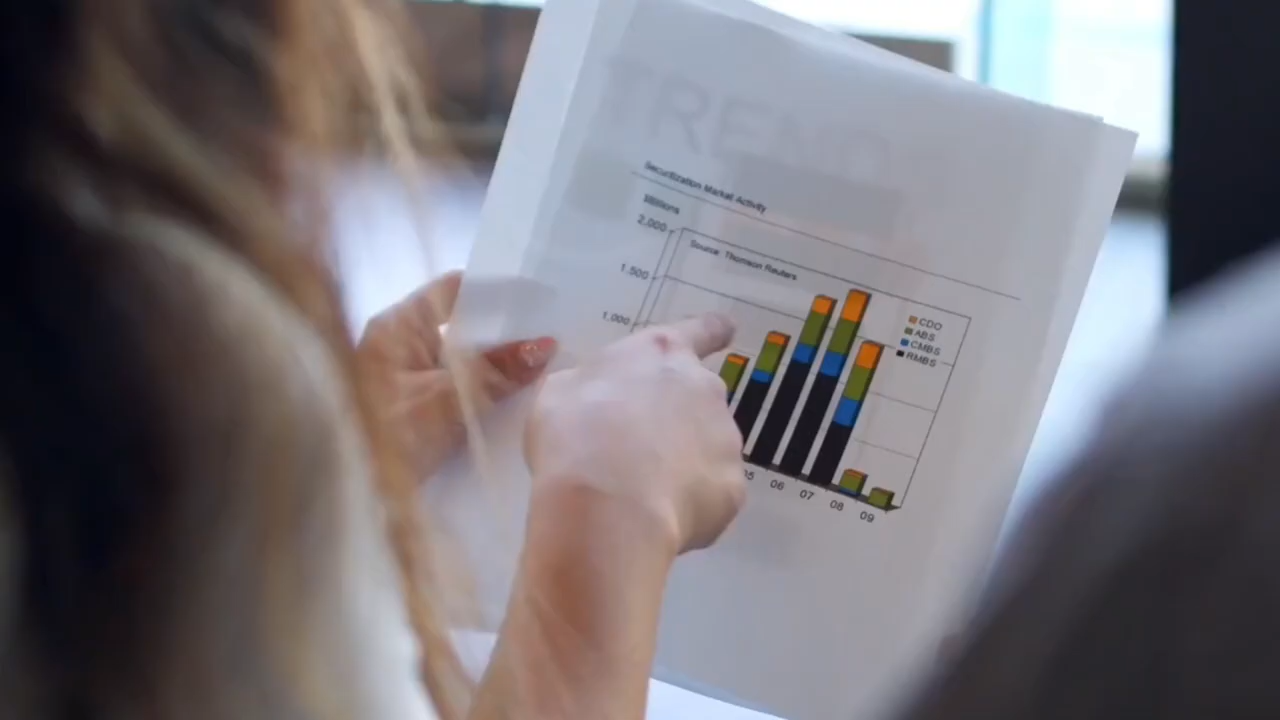 TREND
Securitization Market Activity
$Billions
2,000
Source: Thomson Reuters
1,500
1,000
CDO
ABS
CMBS
RMBS
06
07
08
09